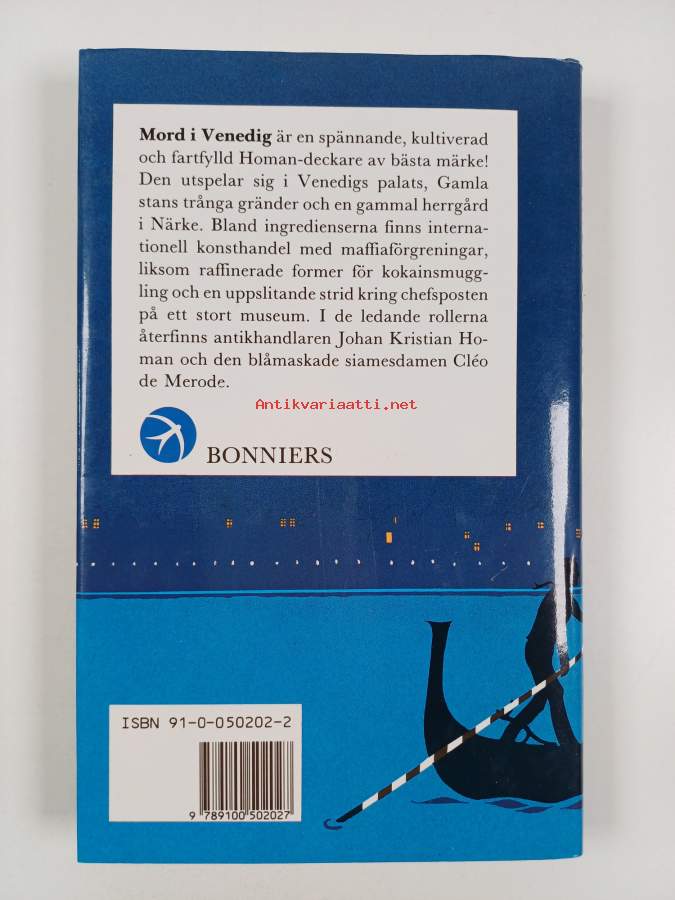 Mord i Venedig är en spännande, kultiverad
och fartfylld Homan-deckare av bästa märke!
Den utspelar sig i Venedigs palats, Gamla
stans trånga gränder och en gammal herrgård
i Närke. Bland ingredienserna finns interna-
tionell konsthandel med maffiaförgreningar,
liksom raffinerade former för kokainsmugg-
ling och en uppslitande strid kring chefsposten
på ett stort museum. I de ledande rollerna
återfinns antikhandlaren Johan Kristian Ho-
man och den blåmaskade siamesdamen Cléo
de Merode.
Antikvariaatti.net
BONNIERS
ISBN 91-0-050202-2
9 789100 502027